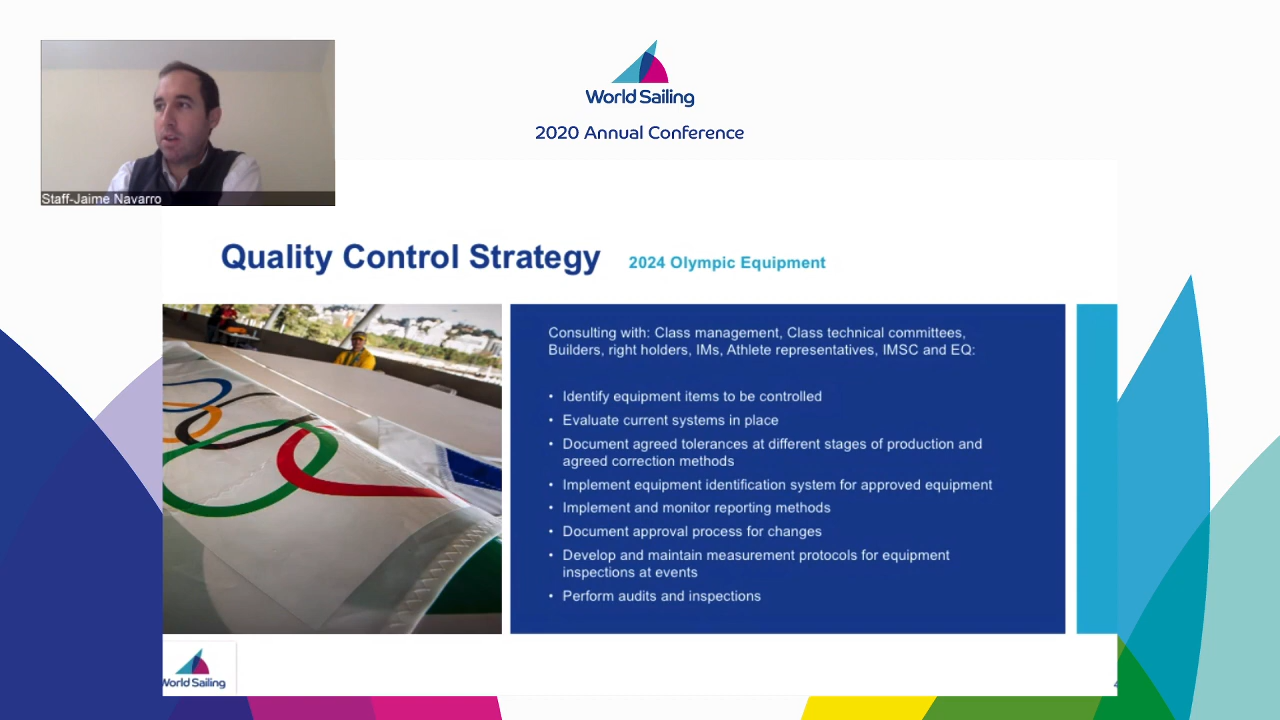 World Sailing
2020 Annual Conference
Staff-Jaime Navarro
Quality Control Strategy 2024 Olympic Equipment
Consulting with: Class management, Class technical committees,
Builders, right holders, IMs, Athlete representatives, IMSC and EQ:
• Identify equipment items to be controlled
• Evaluate current systems in place
• Document agreed tolerances at different stages of production and
agreed correction methods
• Implement equipment identification system for approved equipment
• Implement and monitor reporting methods
• Document approval process for changes
• Develop and maintain measurement protocols for equipment
inspections at events
• Perform audits and inspections
World Sailing